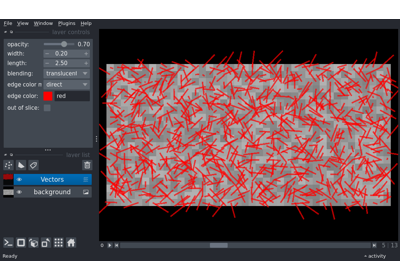 File View Window Plugins Help
layer controls
opacity: 0.70
width: 0.20
length: 2.50
blending: translucent
edge color m direct
edge color: red
out of slice:
layer list
Vectors
background
0 5 13
Ready activity